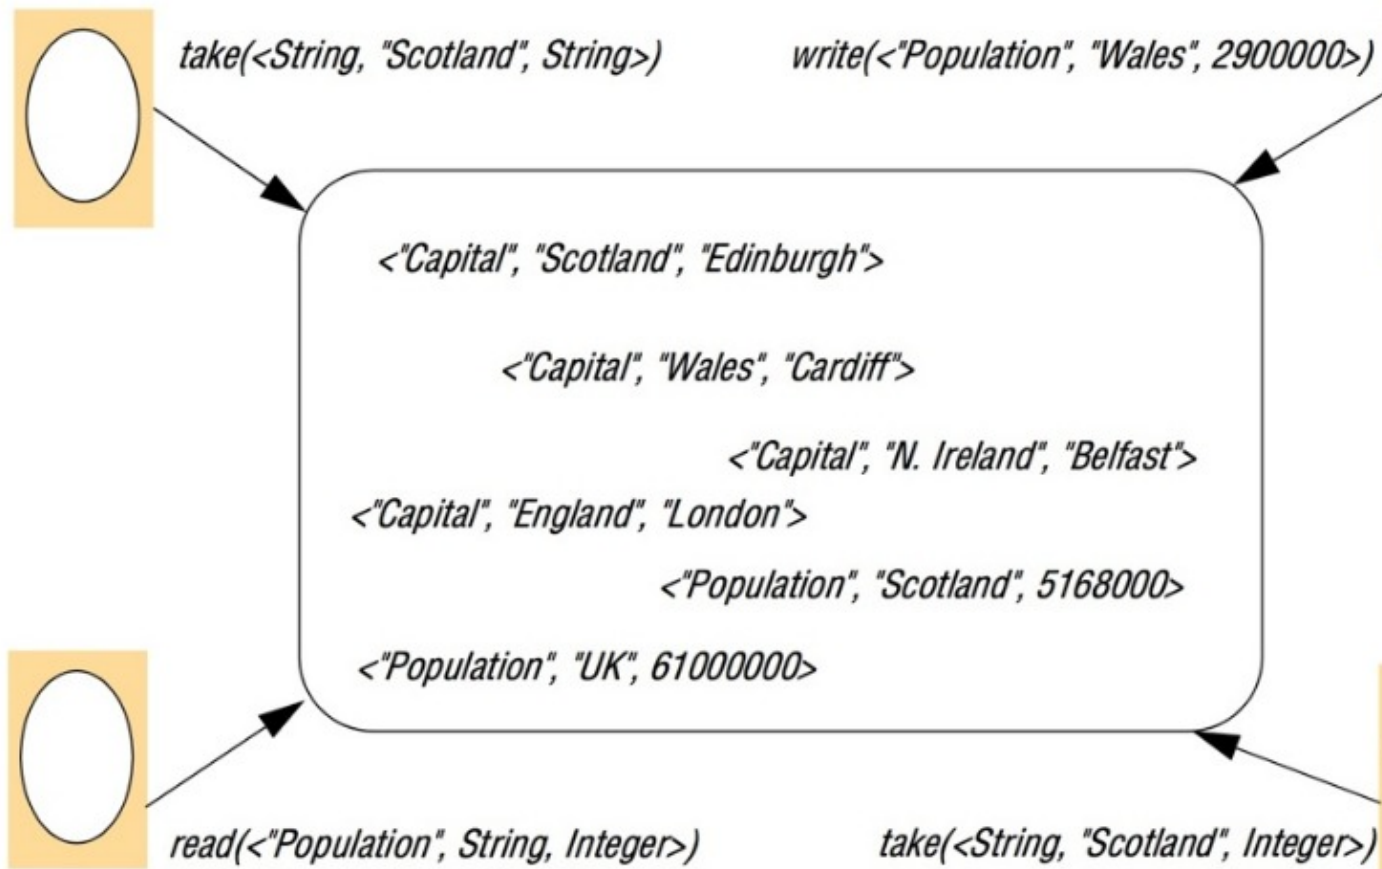 take(<String, "Scotland", String>)
write(<"Population", "Wales", 2900000>)
<"Capital", "Scotland", "Edinburgh">
<"Capital", "Wales", "Cardiff">
<"Capital", "N. Ireland", "Belfast">
<"Capital", "England", "London">
<"Population", "Scotland", 5168000>
<"Population", "UK", 61000000>
read(<"Population", String, Integer>)
take(<String, "Scotland", Integer>)